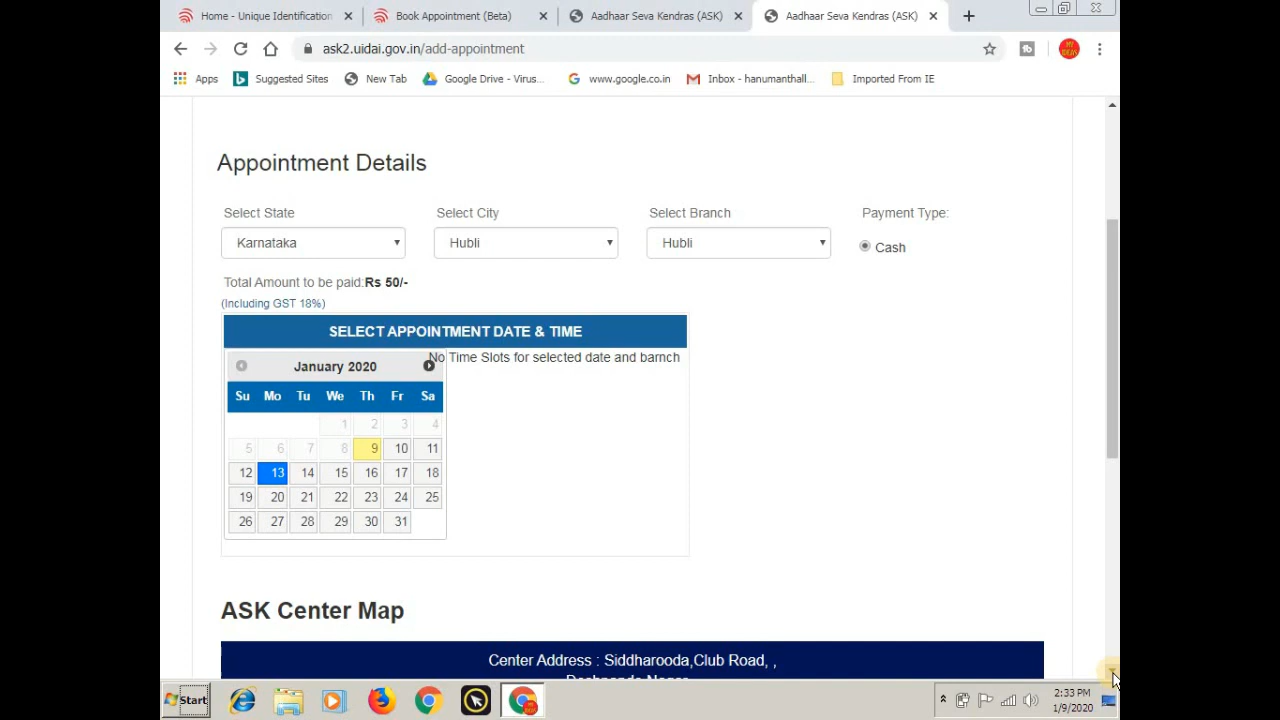 Home - Unique Identification
Book Appointment (Beta)
Aadhaar Seva Kendras (ASK)
Aadhaar Seva Kendras (ASK)
ask2.uidai.gov.in/add-appointment
Apps
Suggested Sites
New Tab
Google Drive - Virus...
www.google.co.in
Inbox - hanumanthall...
Imported From IE
Appointment Details
Select State
Select City
Select Branch
Payment Type:
Karnataka
Hubli
Hubli
Cash
Total Amount to be paid:Rs 50/-
(Including GST 18%)
SELECT APPOINTMENT DATE & TIME
No Time Slots for selected date and barnch
January 2020
Su Mo Tu We Th Fr Sa
1 2 3 4
5 6 7 8 9 10 11
12 13 14 15 16 17 18
19 20 21 22 23 24 25
26 27 28 29 30 31
ASK Center Map
Center Address : Siddharooda,Club Road, ,
Start
2:33 PM
1/9/2020